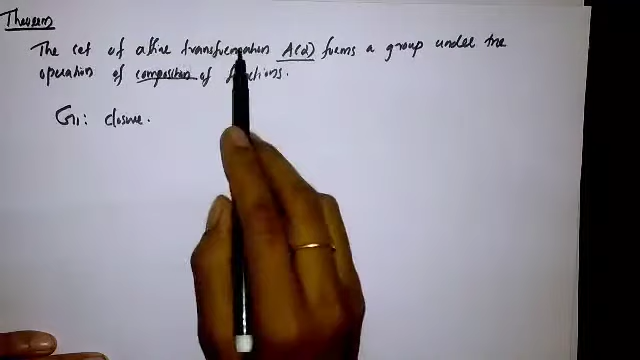 Theorem
The set of affine transformation A(2) forms a group under the
operation of composition of functions.
G1: closure.